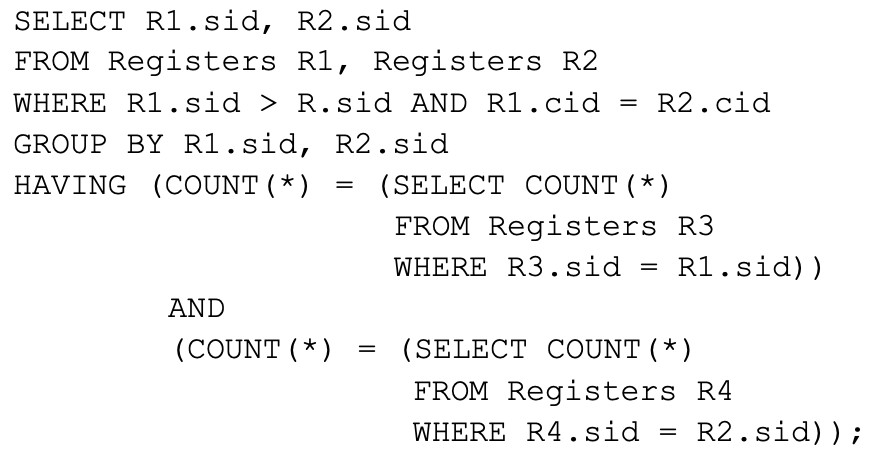 SELECT R1.sid, R2.sid
FROM Registers R1, Registers R2
WHERE R1.sid > R.sid AND R1.cid = R2.cid
GROUP BY R1.sid, R2.sid
HAVING (COUNT(*) = (SELECT COUNT(*)
FROM Registers R3
WHERE R3.sid = R1.sid))
AND
(COUNT(*) = (SELECT COUNT(*)
FROM Registers R4
WHERE R4.sid = R2.sid));